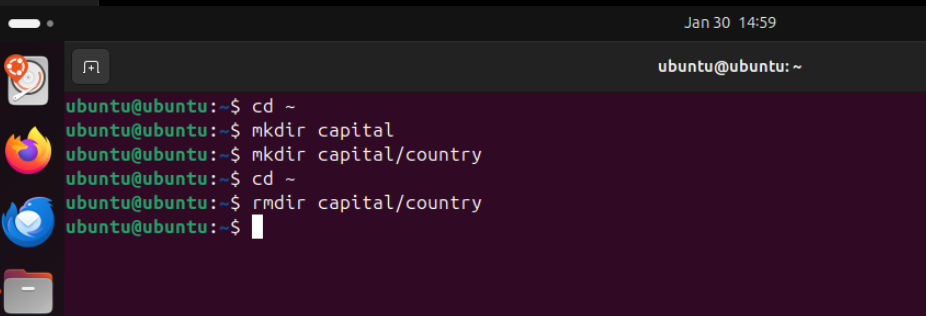 Jan 30 14:59
ubuntu@ubuntu: ~
ubuntu@ubuntu:~$ cd ~
ubuntu@ubuntu:~$ mkdir capital
ubuntu@ubuntu:~$ mkdir capital/country
ubuntu@ubuntu:~$ cd ~
ubuntu@ubuntu:~$ rmdir capital/country
ubuntu@ubuntu:~$